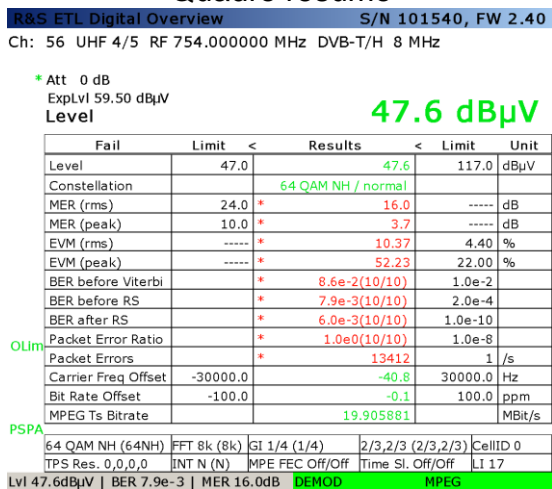 R&S ETL Digital Overview S/N 101540, FW 2.40
Ch: 56 UHF 4/5 RF 754.000000 MHz DVB-T/H 8 MHz
* Att 0 dB
ExpLvl 59.50 dBµV
Level 47.6 dBµV
Fail Limit < Results < Limit Unit
Level 47.0 47.6 117.0 dBµV
Constellation 64 QAM NH / normal
MER (rms) 24.0 * 16.0 ----- dB
MER (peak) 10.0 * 3.7 ----- dB
EVM (rms) ----- * 10.37 4.40 %
EVM (peak) ----- * 52.23 22.00 %
BER before Viterbi * 8.6e-2(10/10) 1.0e-2
BER before RS * 7.9e-3(10/10) 2.0e-4
BER after RS * 6.0e-3(10/10) 1.0e-10
OLim Packet Error Ratio * 1.0e0(10/10) 1.0e-8
Packet Errors * 13412 1 /s
Carrier Freq Offset -30000.0 -40.8 30000.0 Hz
Bit Rate Offset -100.0 -0.1 100.0 ppm
MPEG Ts Bitrate 19.905881 MBit/s
PSPA
64 QAM NH (64NH) FFT 8k (8k) GI 1/4 (1/4) 2/3,2/3 (2/3,2/3) CellID 0
TPS Res. 0,0,0,0 INT N (N) MPE FEC Off/Off Time Sl. Off/Off LI 17
Lvl 47.6dBµV | BER 7.9e-3 | MER 16.0dB DEMOD MPEG